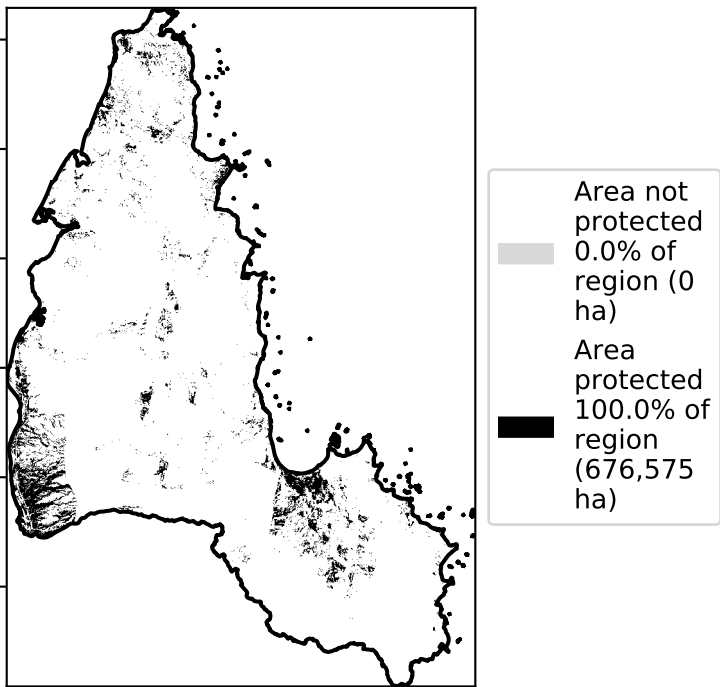 Area not
protected
0.0% of
region (0
ha)
Area
protected
100.0% of
region
(676,575
ha)